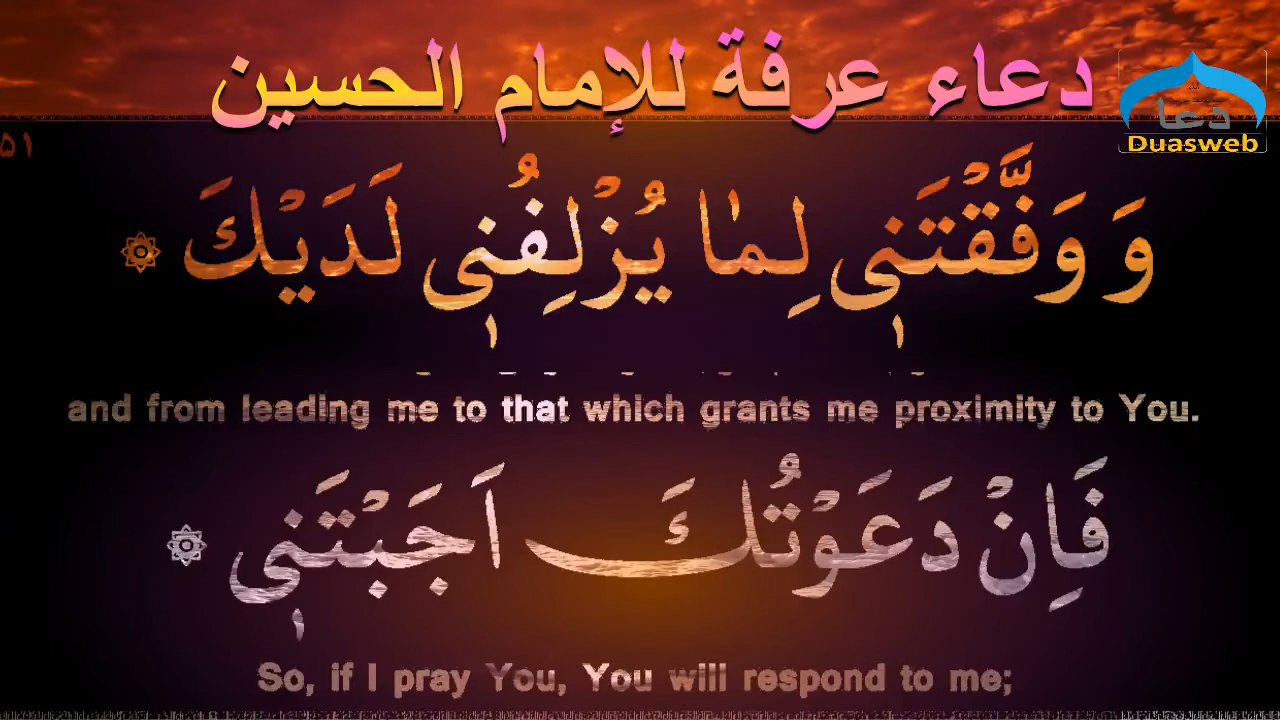 دعاء عرفة للإمام الحسين
دعا
Duasweb
٥١
وَ وَفَّقْتَنٖى لِمٰا يُزْلِفُنٖى لَدَيْكَ
and from leading me to that which grants me proximity to You.
فَاِنْ دَعَوْتُكَ اَجَبْتَنٖى
So, if I pray You, You will respond to me;